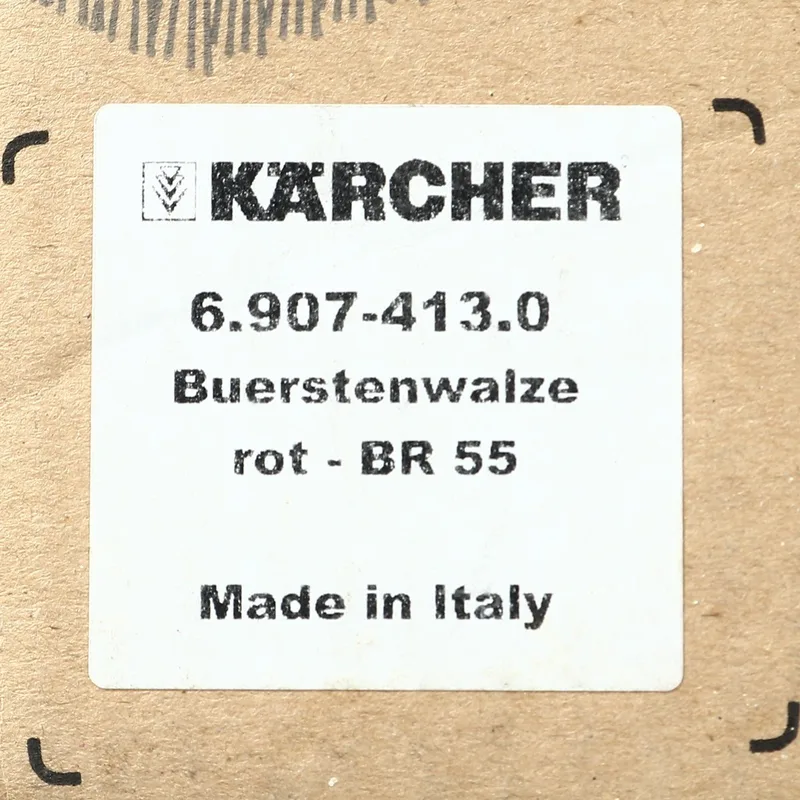 KÄRCHER
6.907-413.0
Buerstenwalze
rot - BR 55
Made in Italy